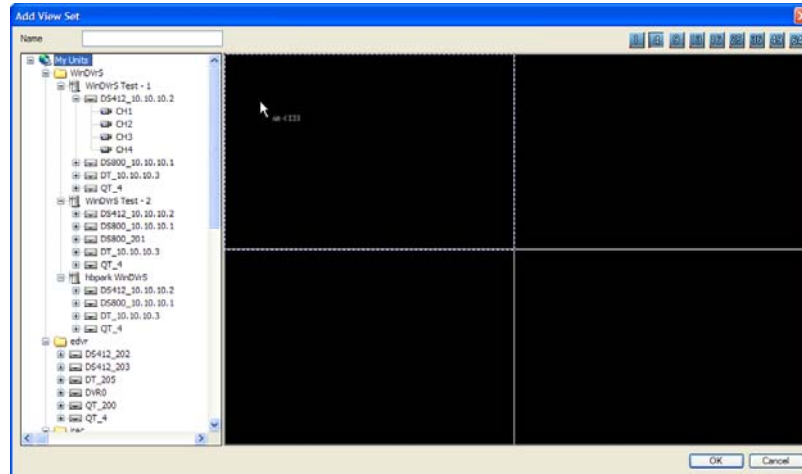 Add View Set
Name
My Units
WinDVrS
WinDVrS Test - 1
DS412_10.10.10.2
CH1
CH2
CH3
CH4
DS800_10.10.10.1
DT_10.10.10.3
QT_4
WinDVrS Test - 2
DS412_10.10.10.2
DS800_10.10.10.1
DS800_201
DT_10.10.10.3
QT_4
hbpark WinDVrS
DS412_10.10.10.2
DS800_10.10.10.1
DT_10.10.10.3
QT_4
edvr
DS412_202
DS412_203
DT_205
DVR0
QT_200
QT_4
OK Cancel